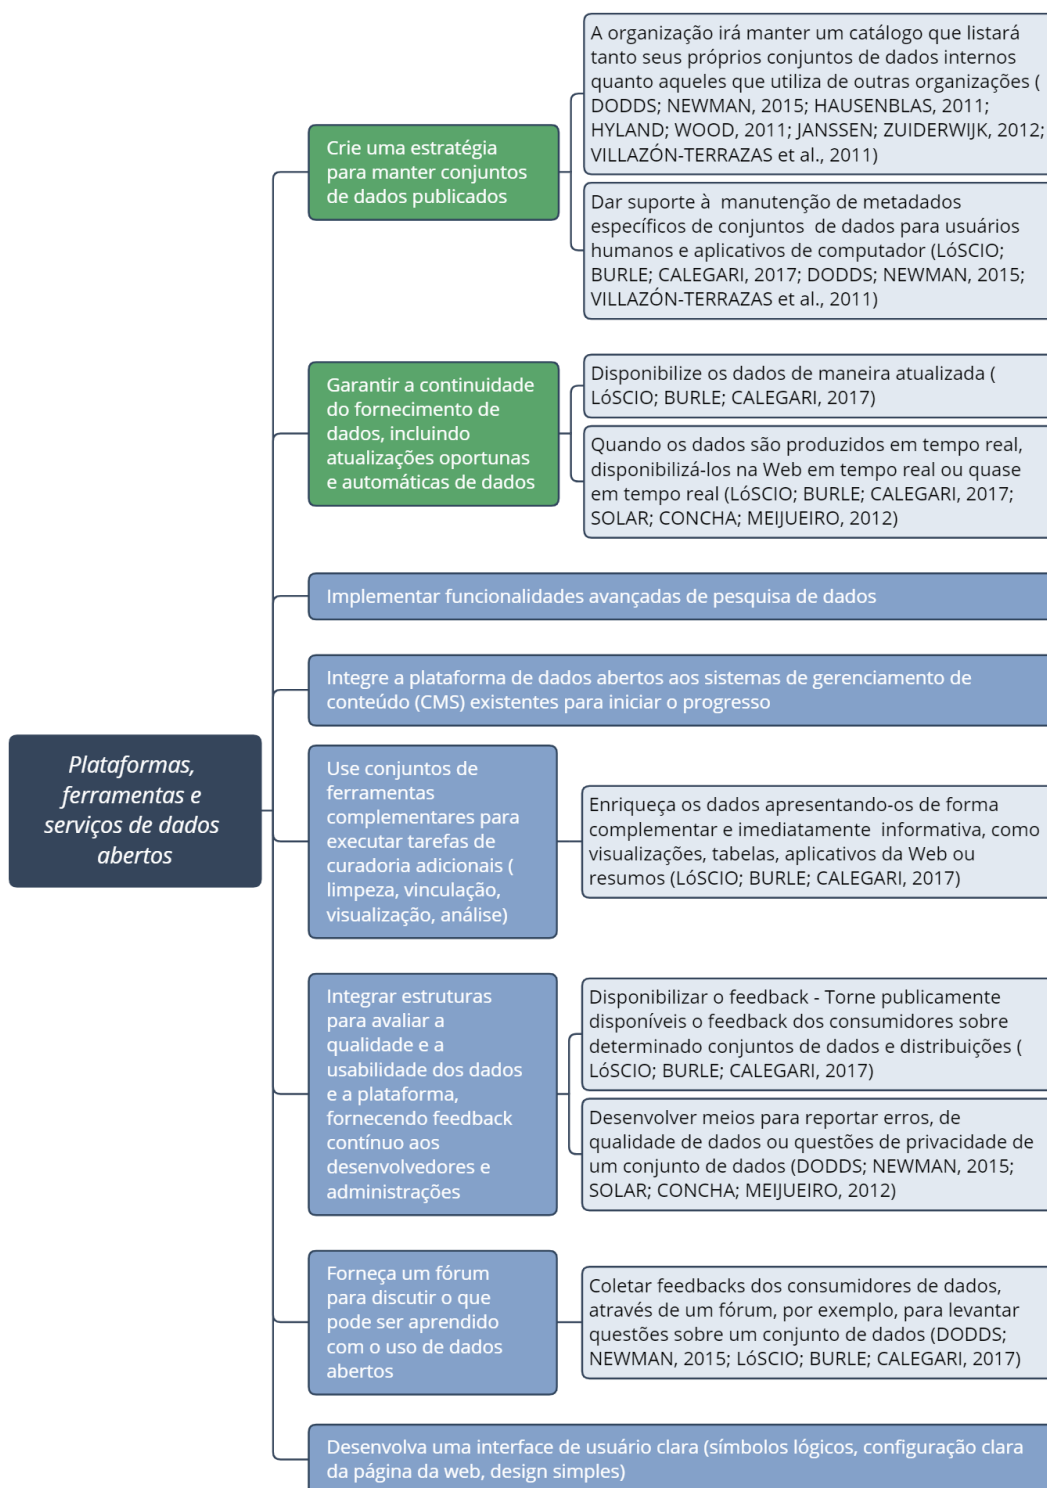 Plataformas,
ferramentas e
serviços de dados
abertos
Crie uma estratégia
para manter conjuntos
de dados publicados
A organização irá manter um catálogo que listará
tanto seus próprios conjuntos de dados internos
quanto aqueles que utiliza de outras organizações (
DODDS; NEWMAN, 2015; HAUSENBLAS, 2011;
HYLAND; WOOD, 2011; JANSSEN; ZUIDERWIJK, 2012;
VILLAZÓN-TERRAZAS et al., 2011)
Dar suporte à  manutenção de metadados
específicos de conjuntos  de dados para usuários
humanos e aplicativos de computador (LóSCIO;
BURLE; CALEGARI, 2017; DODDS; NEWMAN, 2015;
VILLAZÓN-TERRAZAS et al., 2011)
Garantir a continuidade
do fornecimento de
dados, incluindo
atualizações oportunas
e automáticas de dados
Disponibilize os dados de maneira atualizada (
LóSCIO; BURLE; CALEGARI, 2017)
Quando os dados são produzidos em tempo real,
disponibilizá-los na Web em tempo real ou quase
em tempo real (LóSCIO; BURLE; CALEGARI, 2017;
SOLAR; CONCHA; MEIJUEIRO, 2012)
Implementar funcionalidades avançadas de pesquisa de dados
Integre a plataforma de dados abertos aos sistemas de gerenciamento de
conteúdo (CMS) existentes para iniciar o progresso
Use conjuntos de
ferramentas
complementares para
executar tarefas de
curadoria adicionais (
limpeza, vinculação,
visualização, análise)
Enriqueça os dados apresentando-os de forma
complementar e imediatamente  informativa, como
visualizações, tabelas, aplicativos da Web ou
resumos (LóSCIO; BURLE; CALEGARI, 2017)
Integrar estruturas
para avaliar a
qualidade e a
usabilidade dos dados
e a plataforma,
fornecendo feedback
contínuo aos
desenvolvedores e
administrações
Disponibilizar o feedback - Torne publicamente
disponíveis o feedback dos consumidores sobre
determinado conjuntos de dados e distribuições (
LóSCIO; BURLE; CALEGARI, 2017)
Desenvolver meios para reportar erros, de
qualidade de dados ou questões de privacidade de
um conjunto de dados (DODDS; NEWMAN, 2015;
SOLAR; CONCHA; MEIJUEIRO, 2012)
Forneça um fórum
para discutir o que
pode ser aprendido
com o uso de dados
abertos
Coletar feedbacks dos consumidores de dados,
através de um fórum, por exemplo, para levantar
questões sobre um conjunto de dados (DODDS;
NEWMAN, 2015; LóSCIO; BURLE; CALEGARI, 2017)
Desenvolva uma interface de usuário clara (símbolos lógicos, configuração clara
da página da web, design simples)